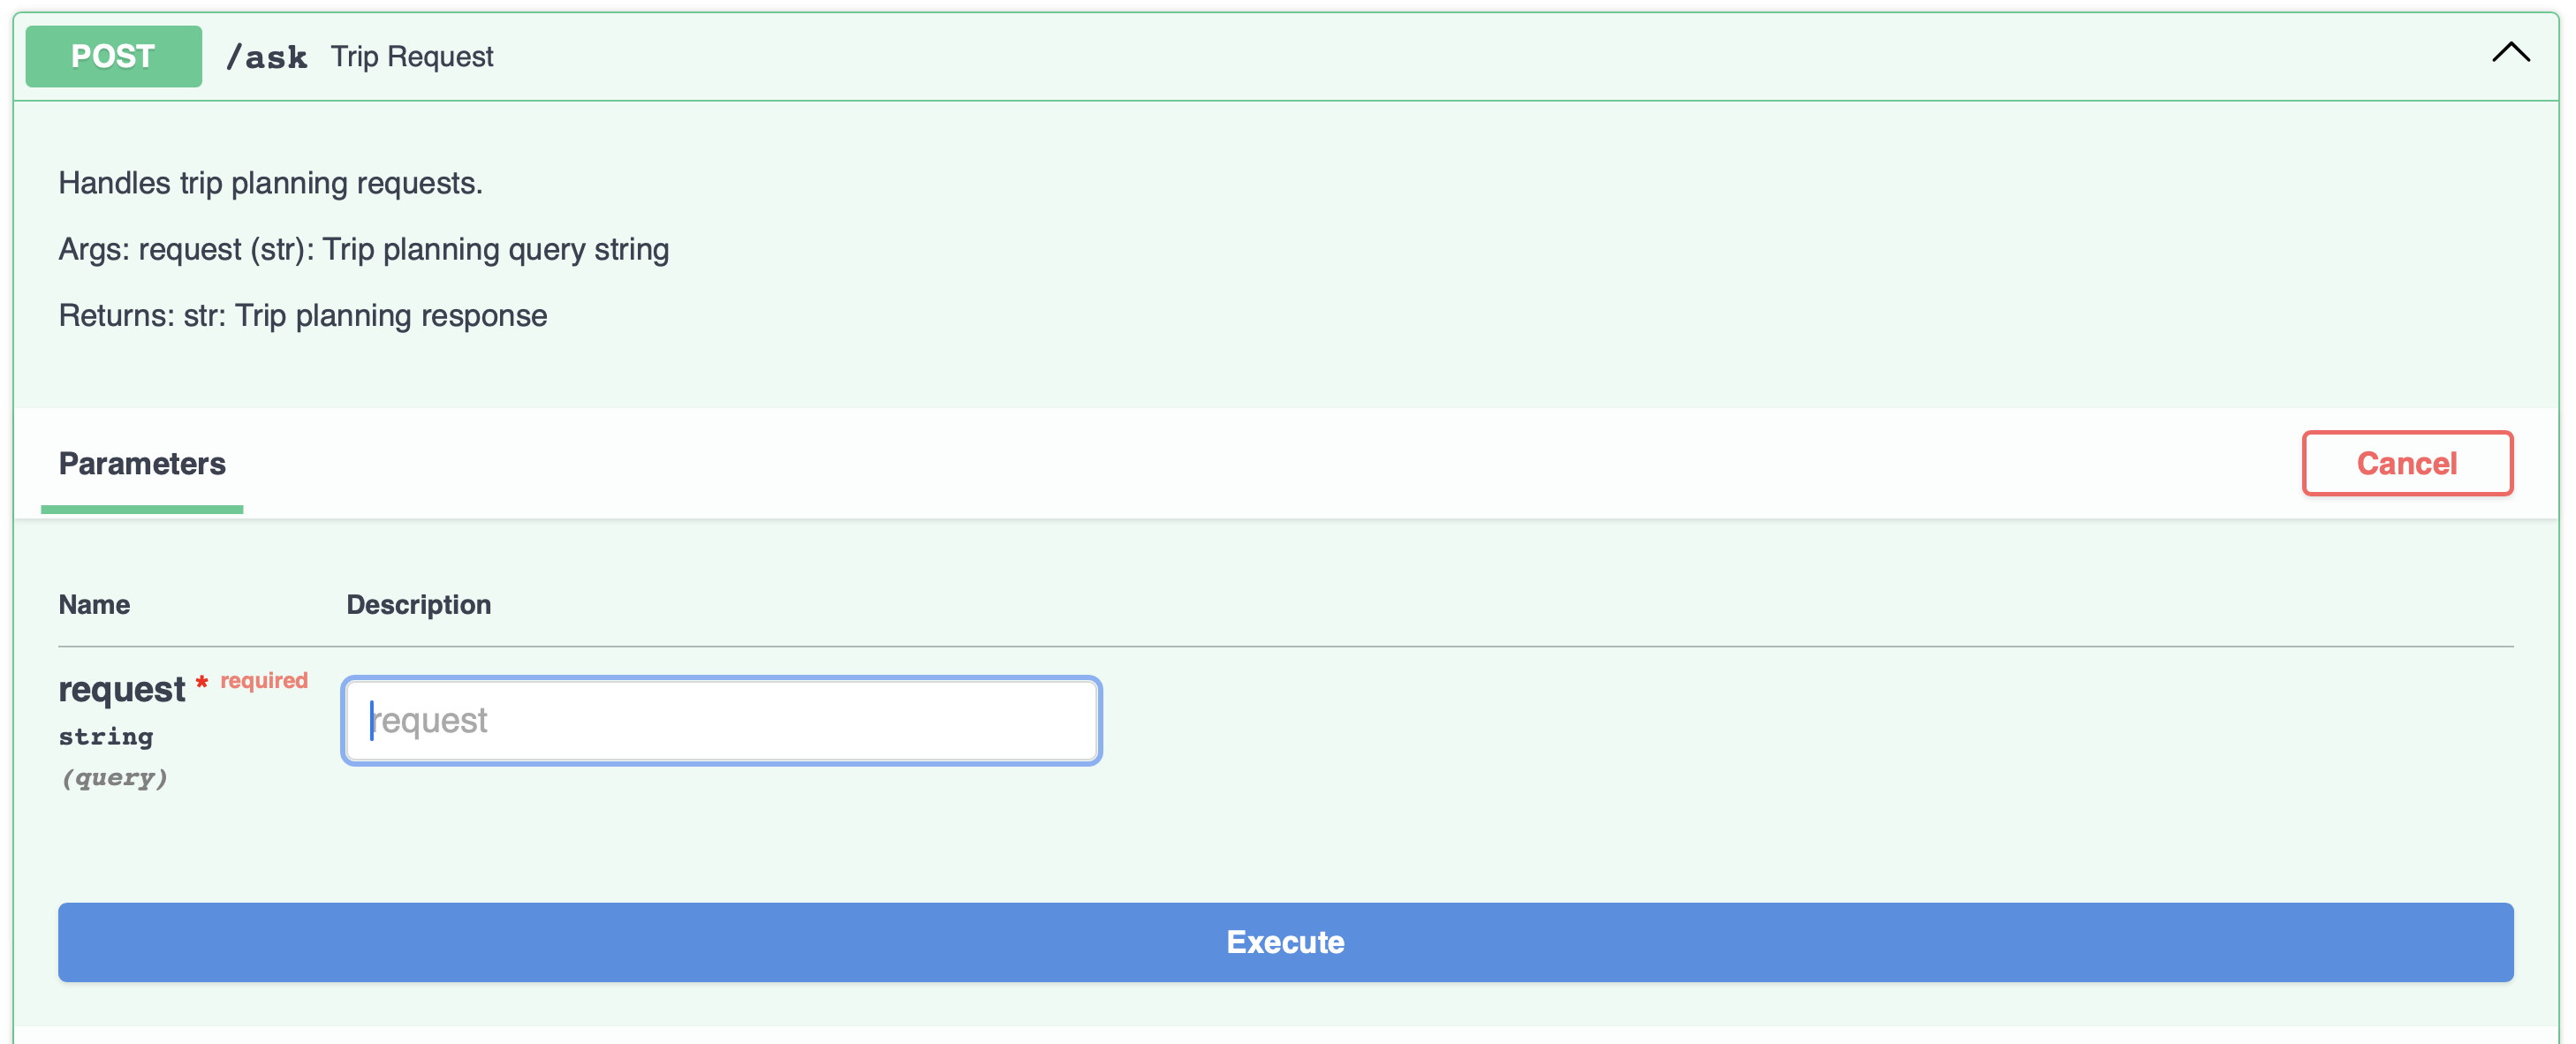 POST /ask Trip Request
Handles trip planning requests.
Args: request (str): Trip planning query string
Returns: str: Trip planning response
Parameters Cancel
Name Description
request * required
string
(query)
request
Execute